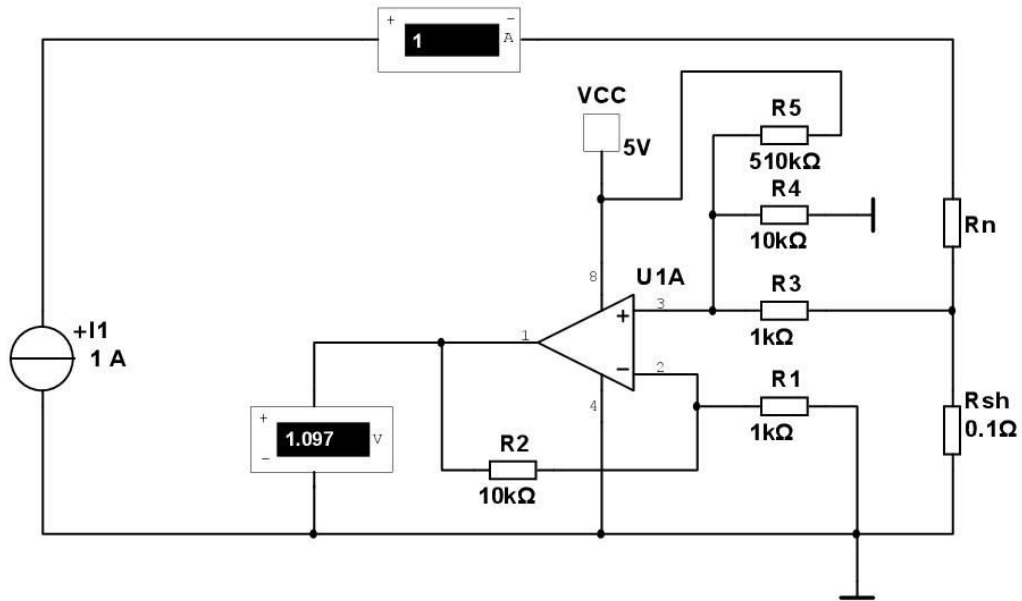 + −
1 A
VCC
5V
R5
510kΩ
R4
10kΩ
Rn
8
U1A
R3
3
1kΩ
+
1
+I1
1 A
−
2
R1
4
1kΩ
Rsh
0.1Ω
+
1.097 V
−
R2
10kΩ